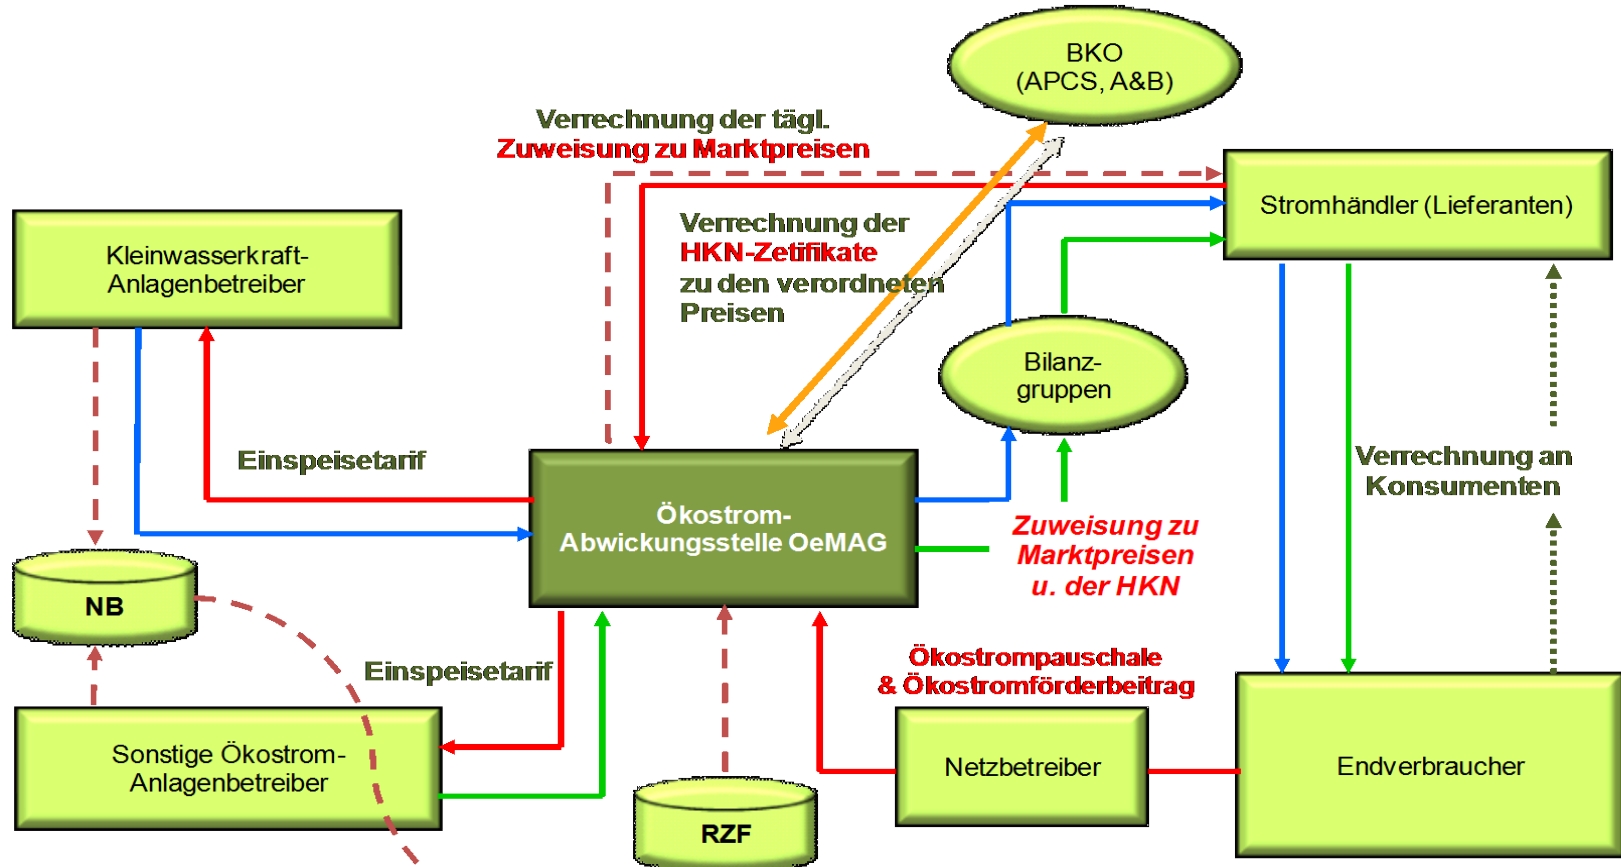 BKO
(APCS, A&B)
Verrechnung der tägl.
Zuweisung zu Marktpreisen
Stromhändler (Lieferanten)
Verrechnung der
HKN-Zetifikate
zu den verordneten
Preisen
Kleinwasserkraft-
Anlagenbetreiber
Bilanz-
gruppen
Einspeisetarif
Verrechnung an
Konsumenten
Ökostrom-
Abwickungsstelle OeMAG
Zuweisung zu
Marktpreisen
u. der HKN
NB
Einspeisetarif
Ökostrompauschale
& Ökostromförderbeitrag
Sonstige Ökostrom-
Anlagenbetreiber
Netzbetreiber
Endverbraucher
RZF